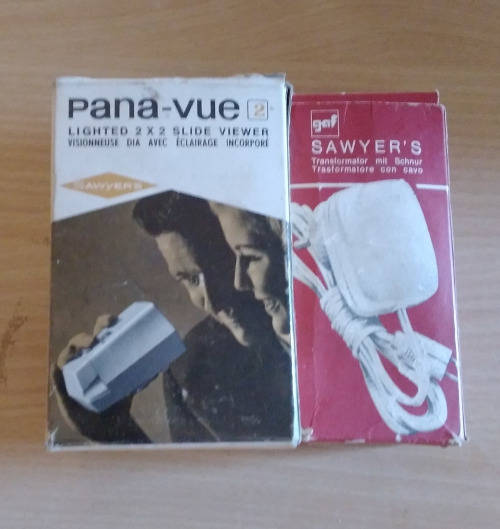 Pana-Vue 2
LIGHTED 2 X 2 SLIDE VIEWER
VISIONNEUSE DIA AVEC ÉCLAIRAGE INCORPORÉ
SAWYER'S
gaf
SAWYER'S
Transformator mit Schnur
Trasformatore con cavo